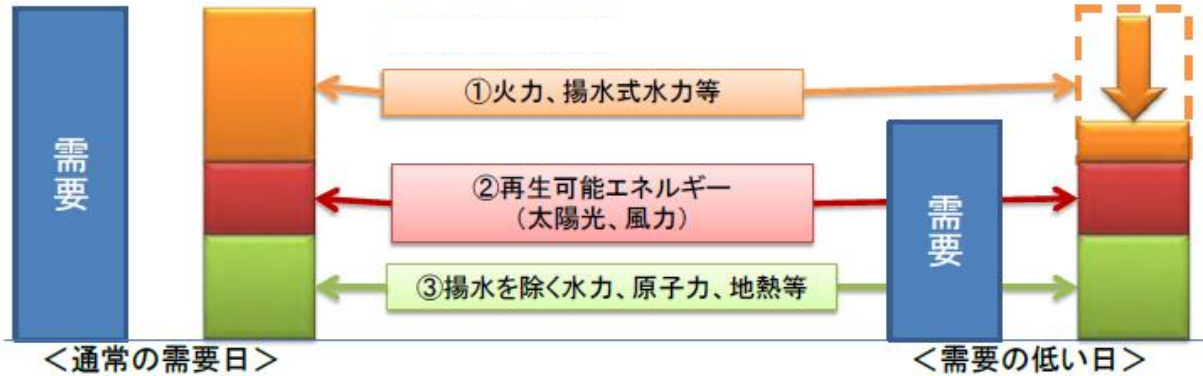 需要
①火力、揚水式水力等
②再生可能エネルギー
（太陽光、風力）
③揚水を除く水力、原子力、地熱等
需要
＜通常の需要日＞
＜需要の低い日＞